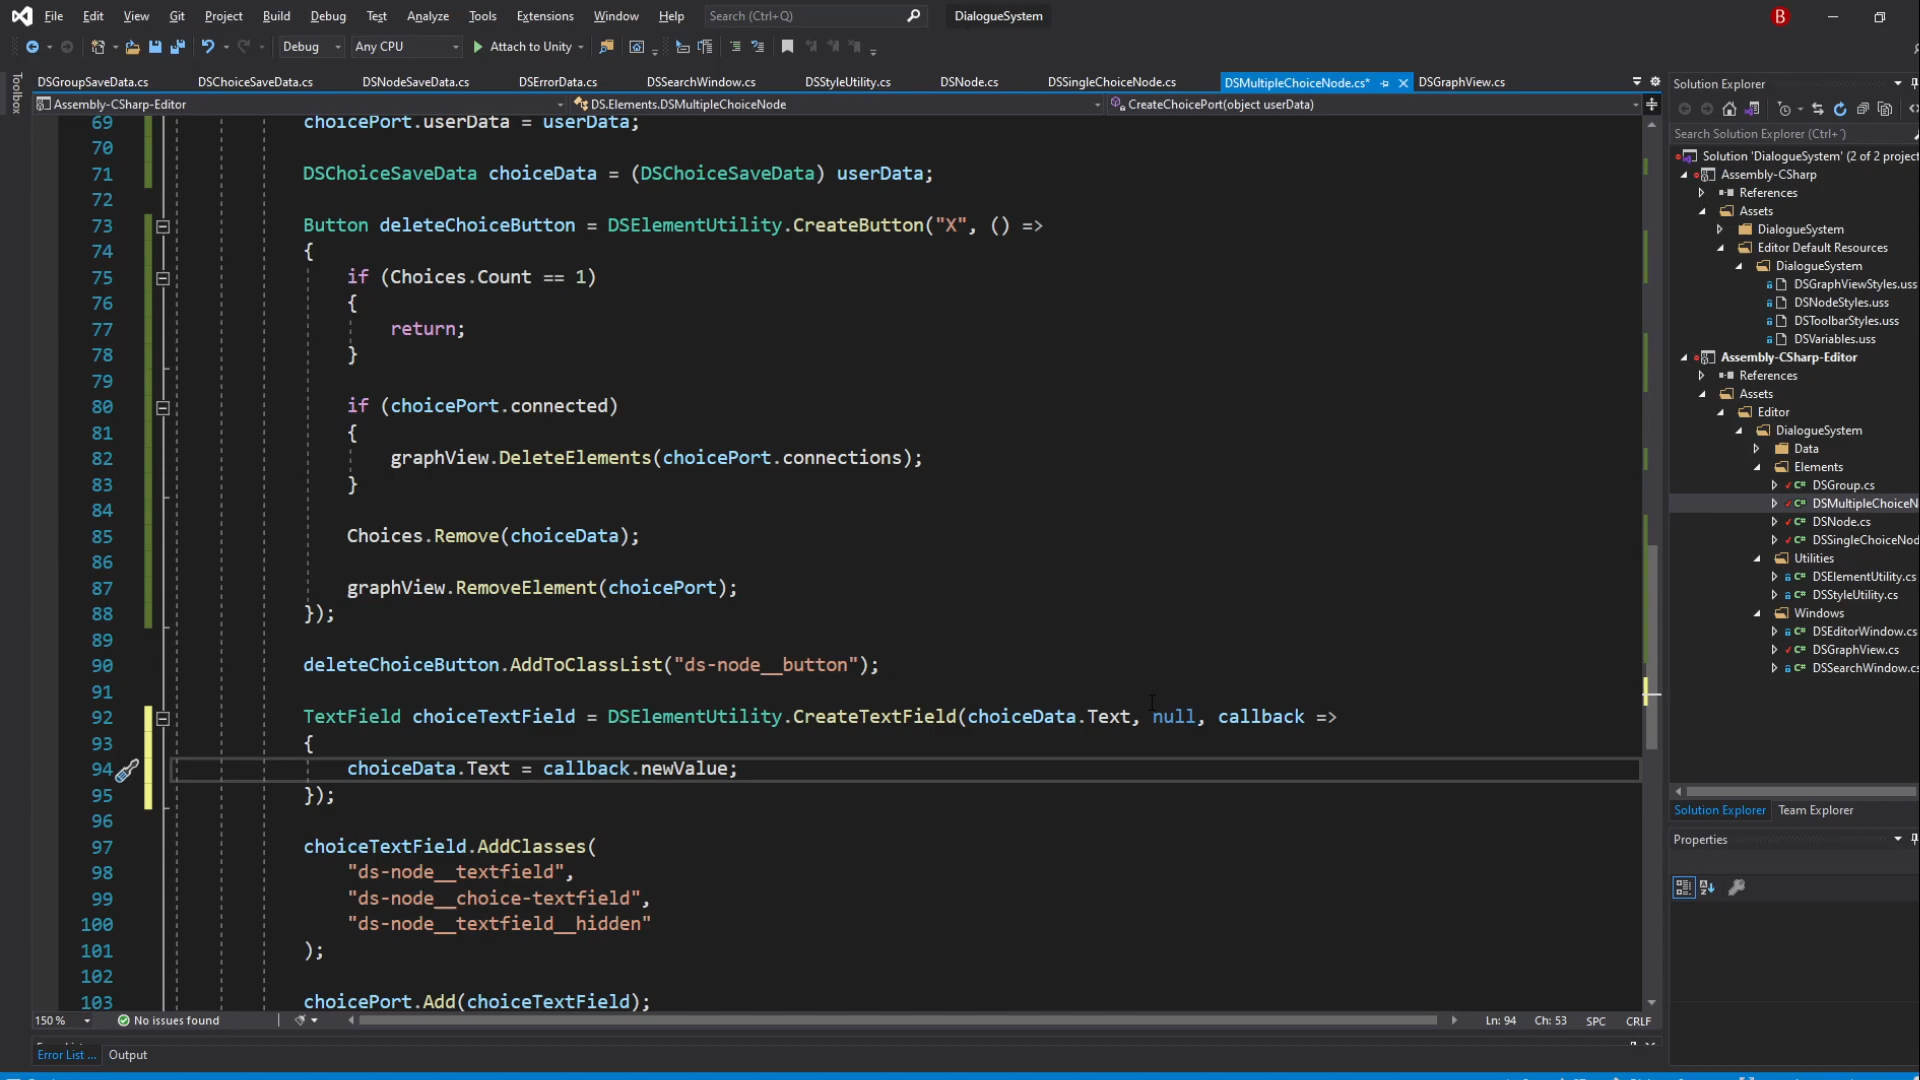 File Edit View Git Project Build Debug Test Analyze Tools Extensions Window Help Search (Ctrl+Q) DialogueSystem B
Debug Any CPU Attach to Unity
Toolbox
DSGroupSaveData.cs DSChoiceSaveData.cs DSNodeSaveData.cs DSErrorData.cs DSSearchWindow.cs DSStyleUtility.cs DSNode.cs DSSingleChoiceNode.cs DSMultipleChoiceNode.cs* DSGraphView.cs
Assembly-CSharp-Editor DS.Elements.DSMultipleChoiceNode CreateChoicePort(object userData)
69 choicePort.userData = userData;
70
71 DSChoiceSaveData choiceData = (DSChoiceSaveData) userData;
72
73 Button deleteChoiceButton = DSElementUtility.CreateButton("X", () =>
74 {
75 if (Choices.Count == 1)
76 {
77 return;
78 }
79
80 if (choicePort.connected)
81 {
82 graphView.DeleteElements(choicePort.connections);
83 }
84
85 Choices.Remove(choiceData);
86
87 graphView.RemoveElement(choicePort);
88 });
89
90 deleteChoiceButton.AddToClassList("ds-node__button");
91
92 TextField choiceTextField = DSElementUtility.CreateTextField(choiceData.Text, null, callback =>
93 {
94 choiceData.Text = callback.newValue;
95 });
96
97 choiceTextField.AddClasses(
98 "ds-node__textfield",
99 "ds-node__choice-textfield",
100 "ds-node__textfield__hidden"
101 );
102
103 choicePort.Add(choiceTextField);
150 % No issues found Ln: 94 Ch: 53 SPC CRLF
Error List ... Output
Solution Explorer
Search Solution Explorer (Ctrl+')
Solution 'DialogueSystem' (2 of 2 project
Assembly-CSharp
References
Assets
DialogueSystem
Editor Default Resources
DialogueSystem
DSGraphViewStyles.uss
DSNodeStyles.uss
DSToolbarStyles.uss
DSVariables.uss
Assembly-CSharp-Editor
References
Assets
Editor
DialogueSystem
Data
Elements
DSGroup.cs
DSMultipleChoiceN
DSNode.cs
DSSingleChoiceNod
Utilities
DSElementUtility.cs
DSStyleUtility.cs
Windows
DSEditorWindow.cs
DSGraphView.cs
DSSearchWindow.cs
Solution Explorer Team Explorer
Properties